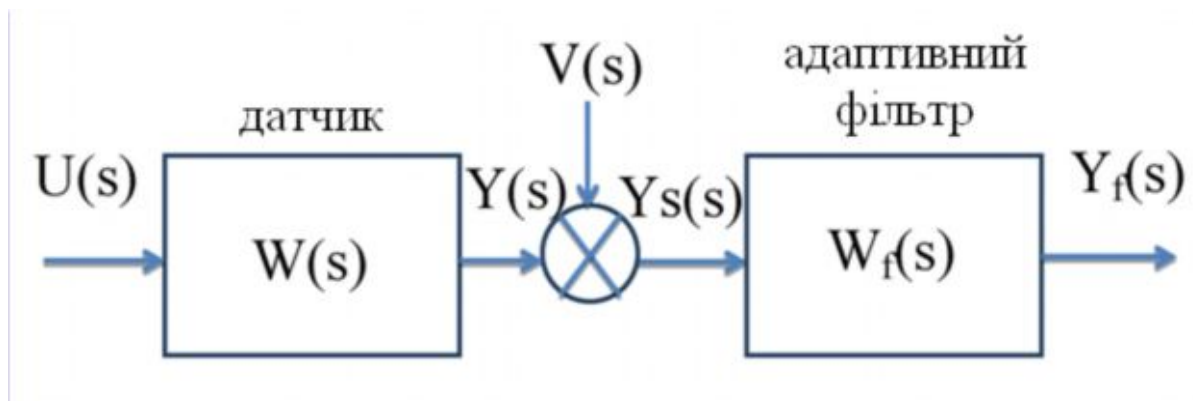 V(s)
адаптивний
фільтр
датчик
U(s)
Y(s)
Ys(s)
Yf(s)
W(s)
Wf(s)